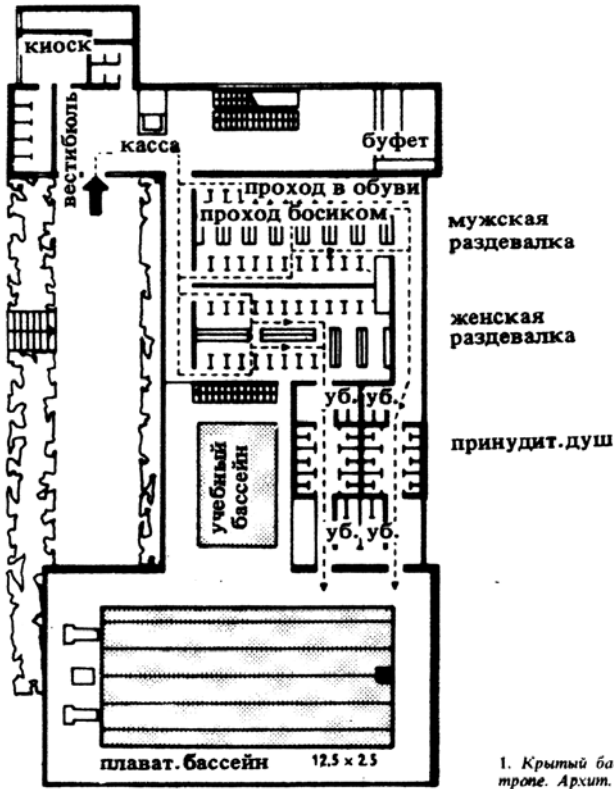 киоск
вестибюль
касса
буфет
проход в обуви
проход босиком
мужская
раздевалка
женская
раздевалка
уб. уб.
принудит.душ
учебный
бассейн
уб. уб.
плават.бассейн 12,5 × 25
1. Крытый ба
тропе. Архит.